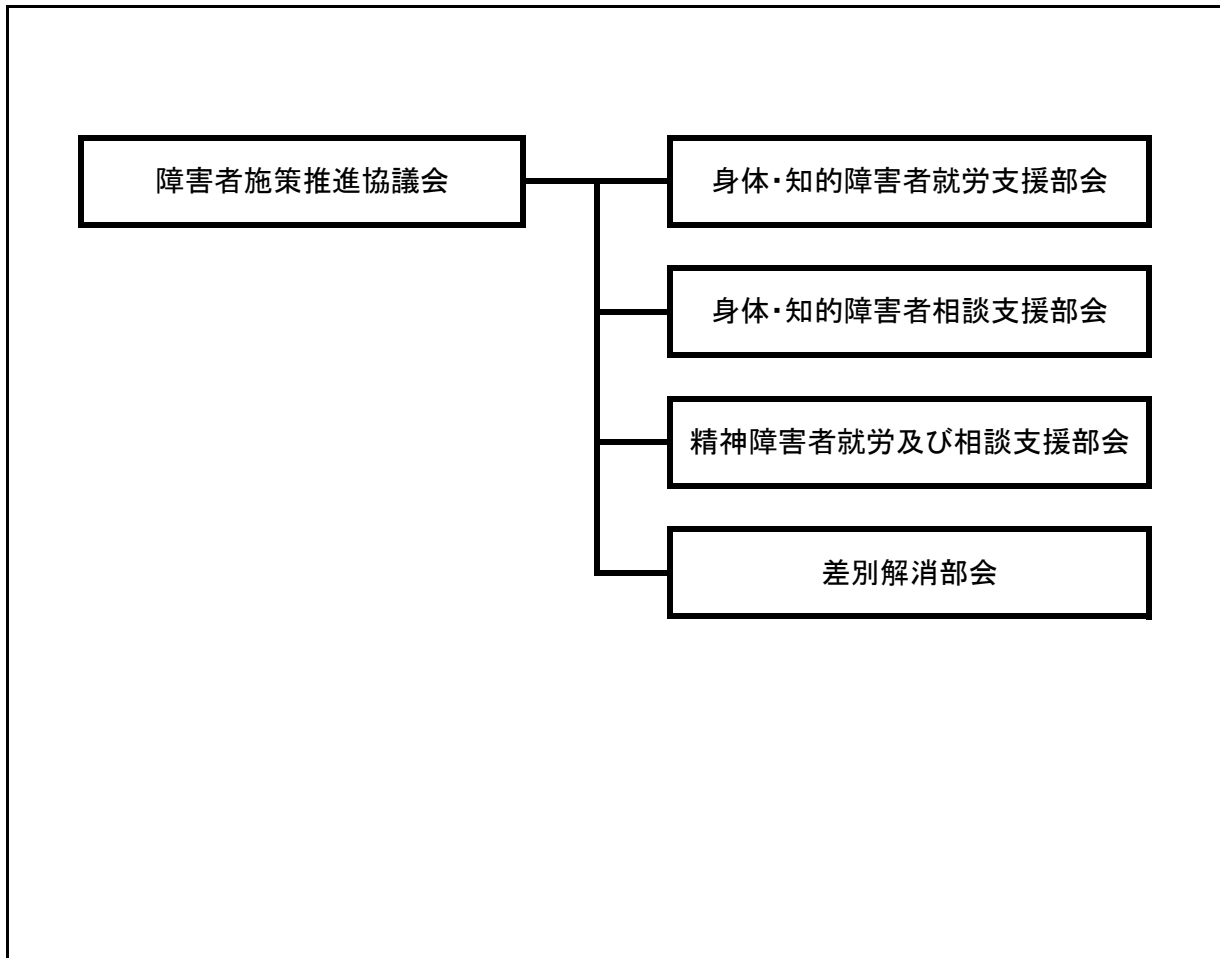 障害者施策推進協議会
身体・知的障害者就労支援部会
身体・知的障害者相談支援部会
精神障害者就労及び相談支援部会
差別解消部会